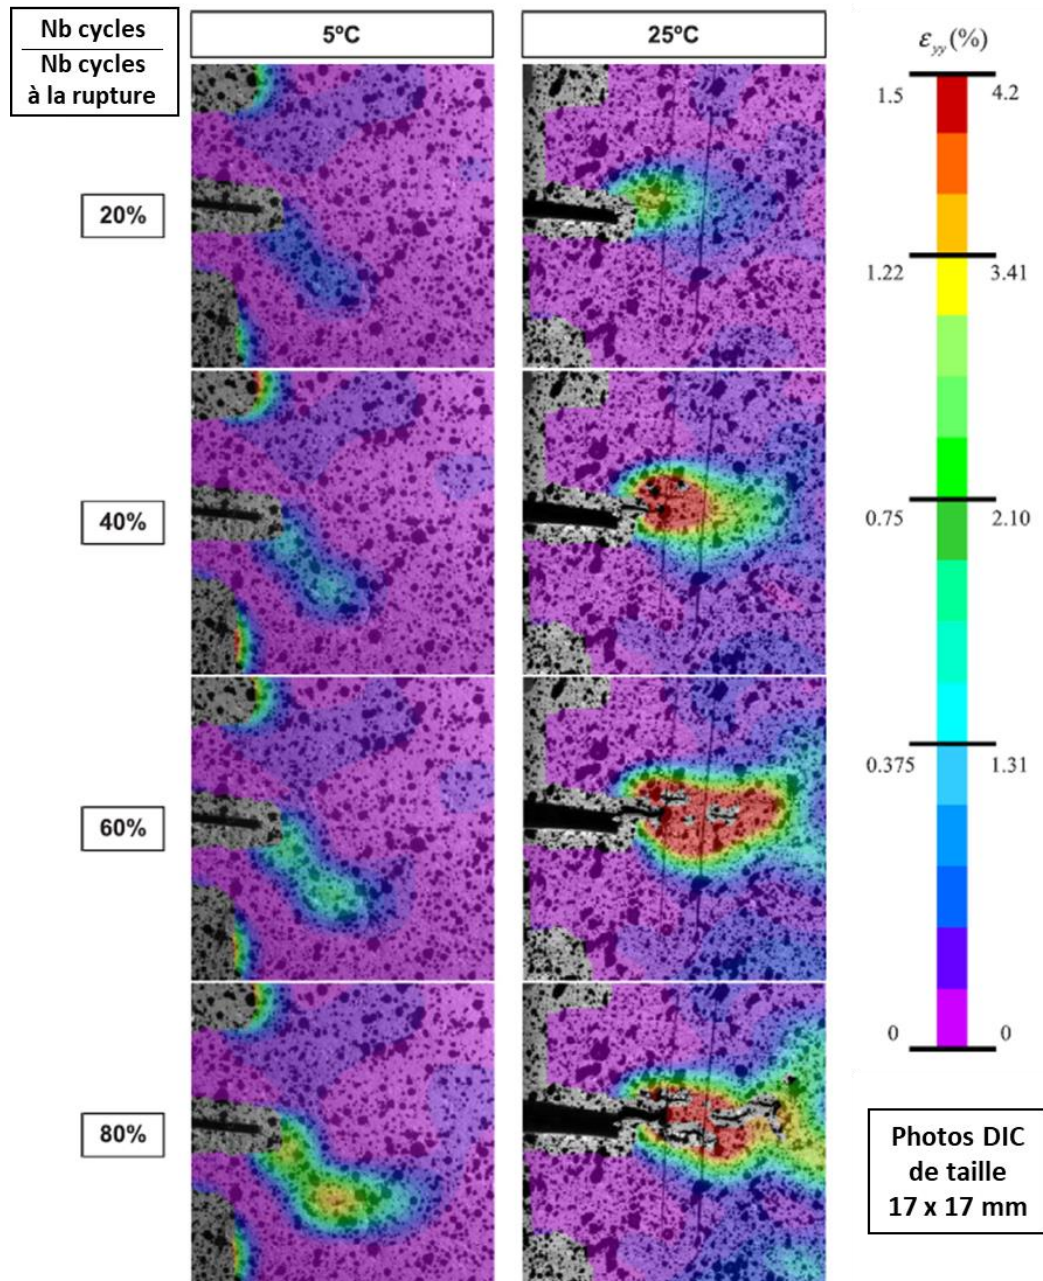 Nb cycles
Nb cycles
à la rupture
5ºC
25ºC
20%
40%
60%
80%
εyy(%)
1.5 4.2
1.22 3.41
0.75 2.10
0.375 1.31
0 0
Photos DIC
de taille
17 x 17 mm